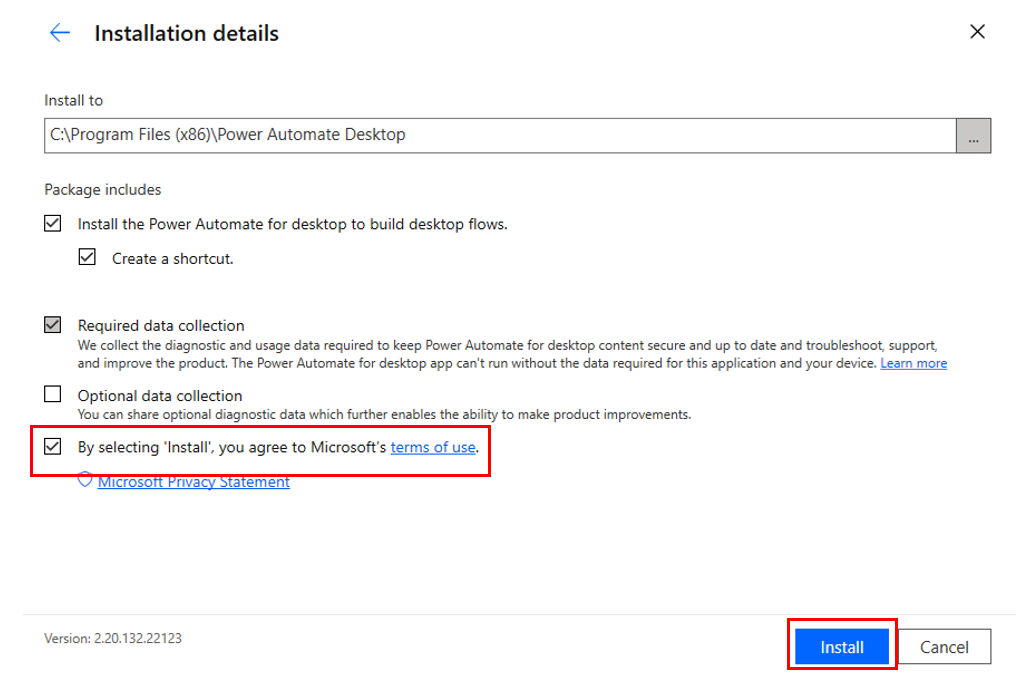 Installation details
Install to
C:\Program Files (x86)\Power Automate Desktop
...
Package includes
Install the Power Automate for desktop to build desktop flows.
Create a shortcut.
Required data collection
We collect the diagnostic and usage data required to keep Power Automate for desktop content secure and up to date and troubleshoot, support,
and improve the product. The Power Automate for desktop app can't run without the data required for this application and your device. Learn more
Optional data collection
You can share optional diagnostic data which further enables the ability to make product improvements.
By selecting 'Install', you agree to Microsoft's terms of use.
Microsoft Privacy Statement
Version: 2.20.132.22123
Install
Cancel